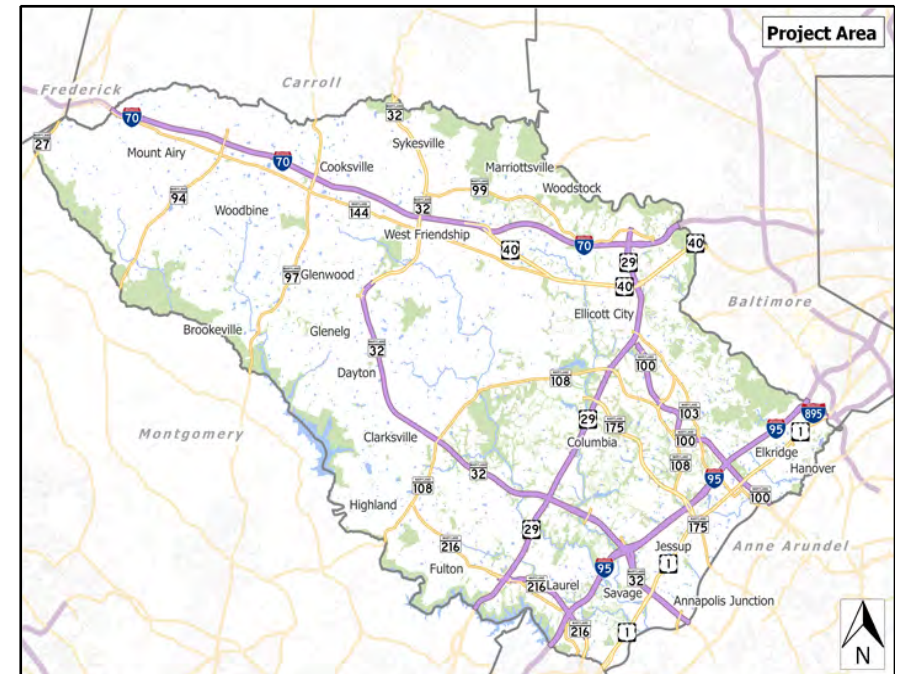 Project Area
Carroll
Frederick
70
32
27
Mount Airy
Sykesville
70
Cooksville
Marriottsville
99
Woodstock
94
Woodbine
144
32
West Friendship
40
70
29
40
97
Glenwood
40
Baltimore
Ellicott City
Brookeville
Glenelg
32
Dayton
100
108
29
103
895
175
95
1
Montgomery
Clarksville
Columbia
100
Elkridge
108
Hanover
32
95
108
100
Highland
29
175
216
Jessup
Anne Arundel
Fulton
95
1
32
216
Laurel
Savage
Annapolis Junction
216
1
N